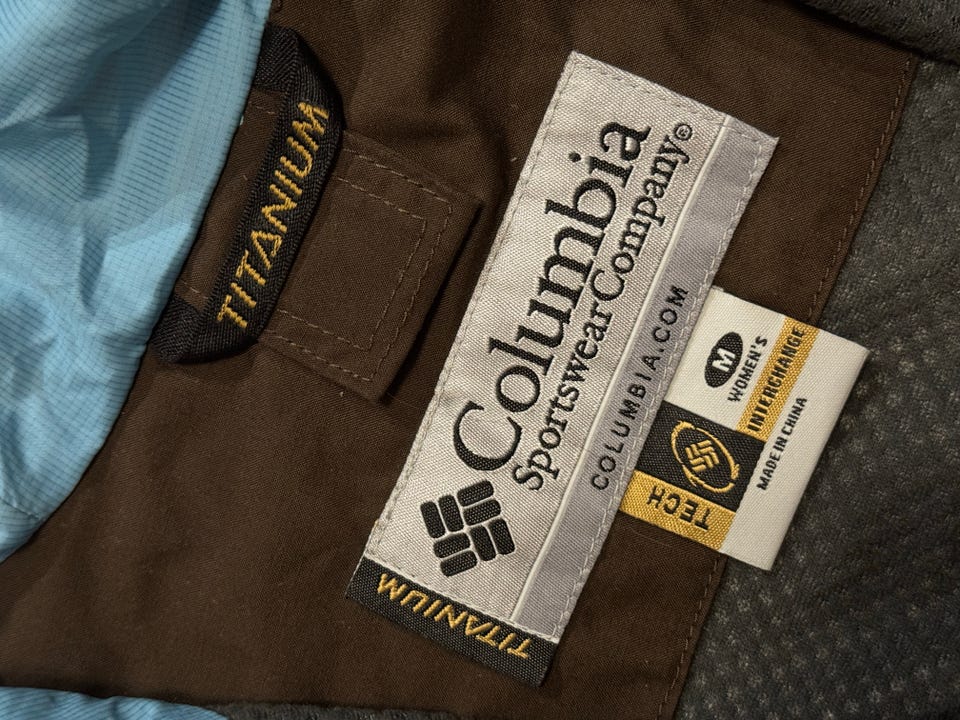 TITANIUM
Columbia
Sportswear Company®
COLUMBIA.COM
TITANIUM
M
WOMEN'S
INTERCHANGE
TECH
MADE IN CHINA